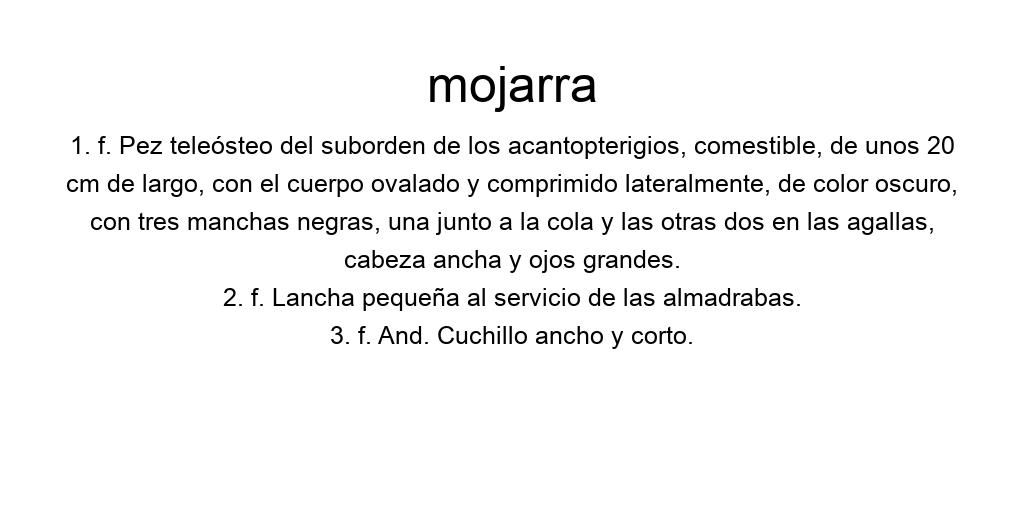 mojarra
1. f. Pez teleósteo del suborden de los acantopterigios, comestible, de unos 20
cm de largo, con el cuerpo ovalado y comprimido lateralmente, de color oscuro,
con tres manchas negras, una junto a la cola y las otras dos en las agallas,
cabeza ancha y ojos grandes.
2. f. Lancha pequeña al servicio de las almadrabas.
3. f. And. Cuchillo ancho y corto.